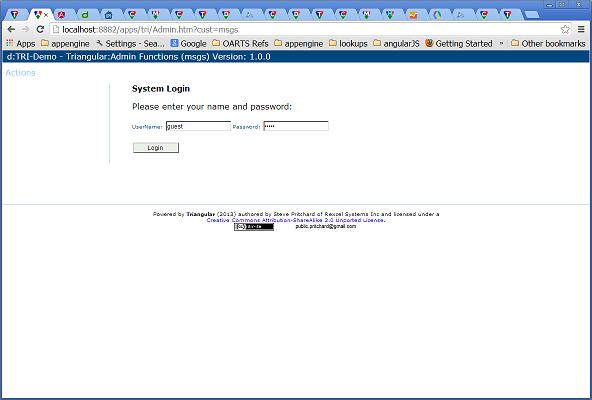 localhost:8882/apps/tri/Admin.htm?cust=msgs
Apps appengine Settings - Sea... Google OARTS Refs appengine lookups angularJS Getting Started » Other bookmarks
d:TRI-Demo - Triangular:Admin Functions (msgs) Version: 1.0.0
Actions
System Login
Please enter your name and password:
UserName: guest Password: •••••
Login
Powered by Triangular (2013) authored by Steve Pritchard of Rexcel Systems Inc and licensed under a
Creative Commons Attribution-ShareAlike 3.0 Unported License.
public.pritchard@gmail.com